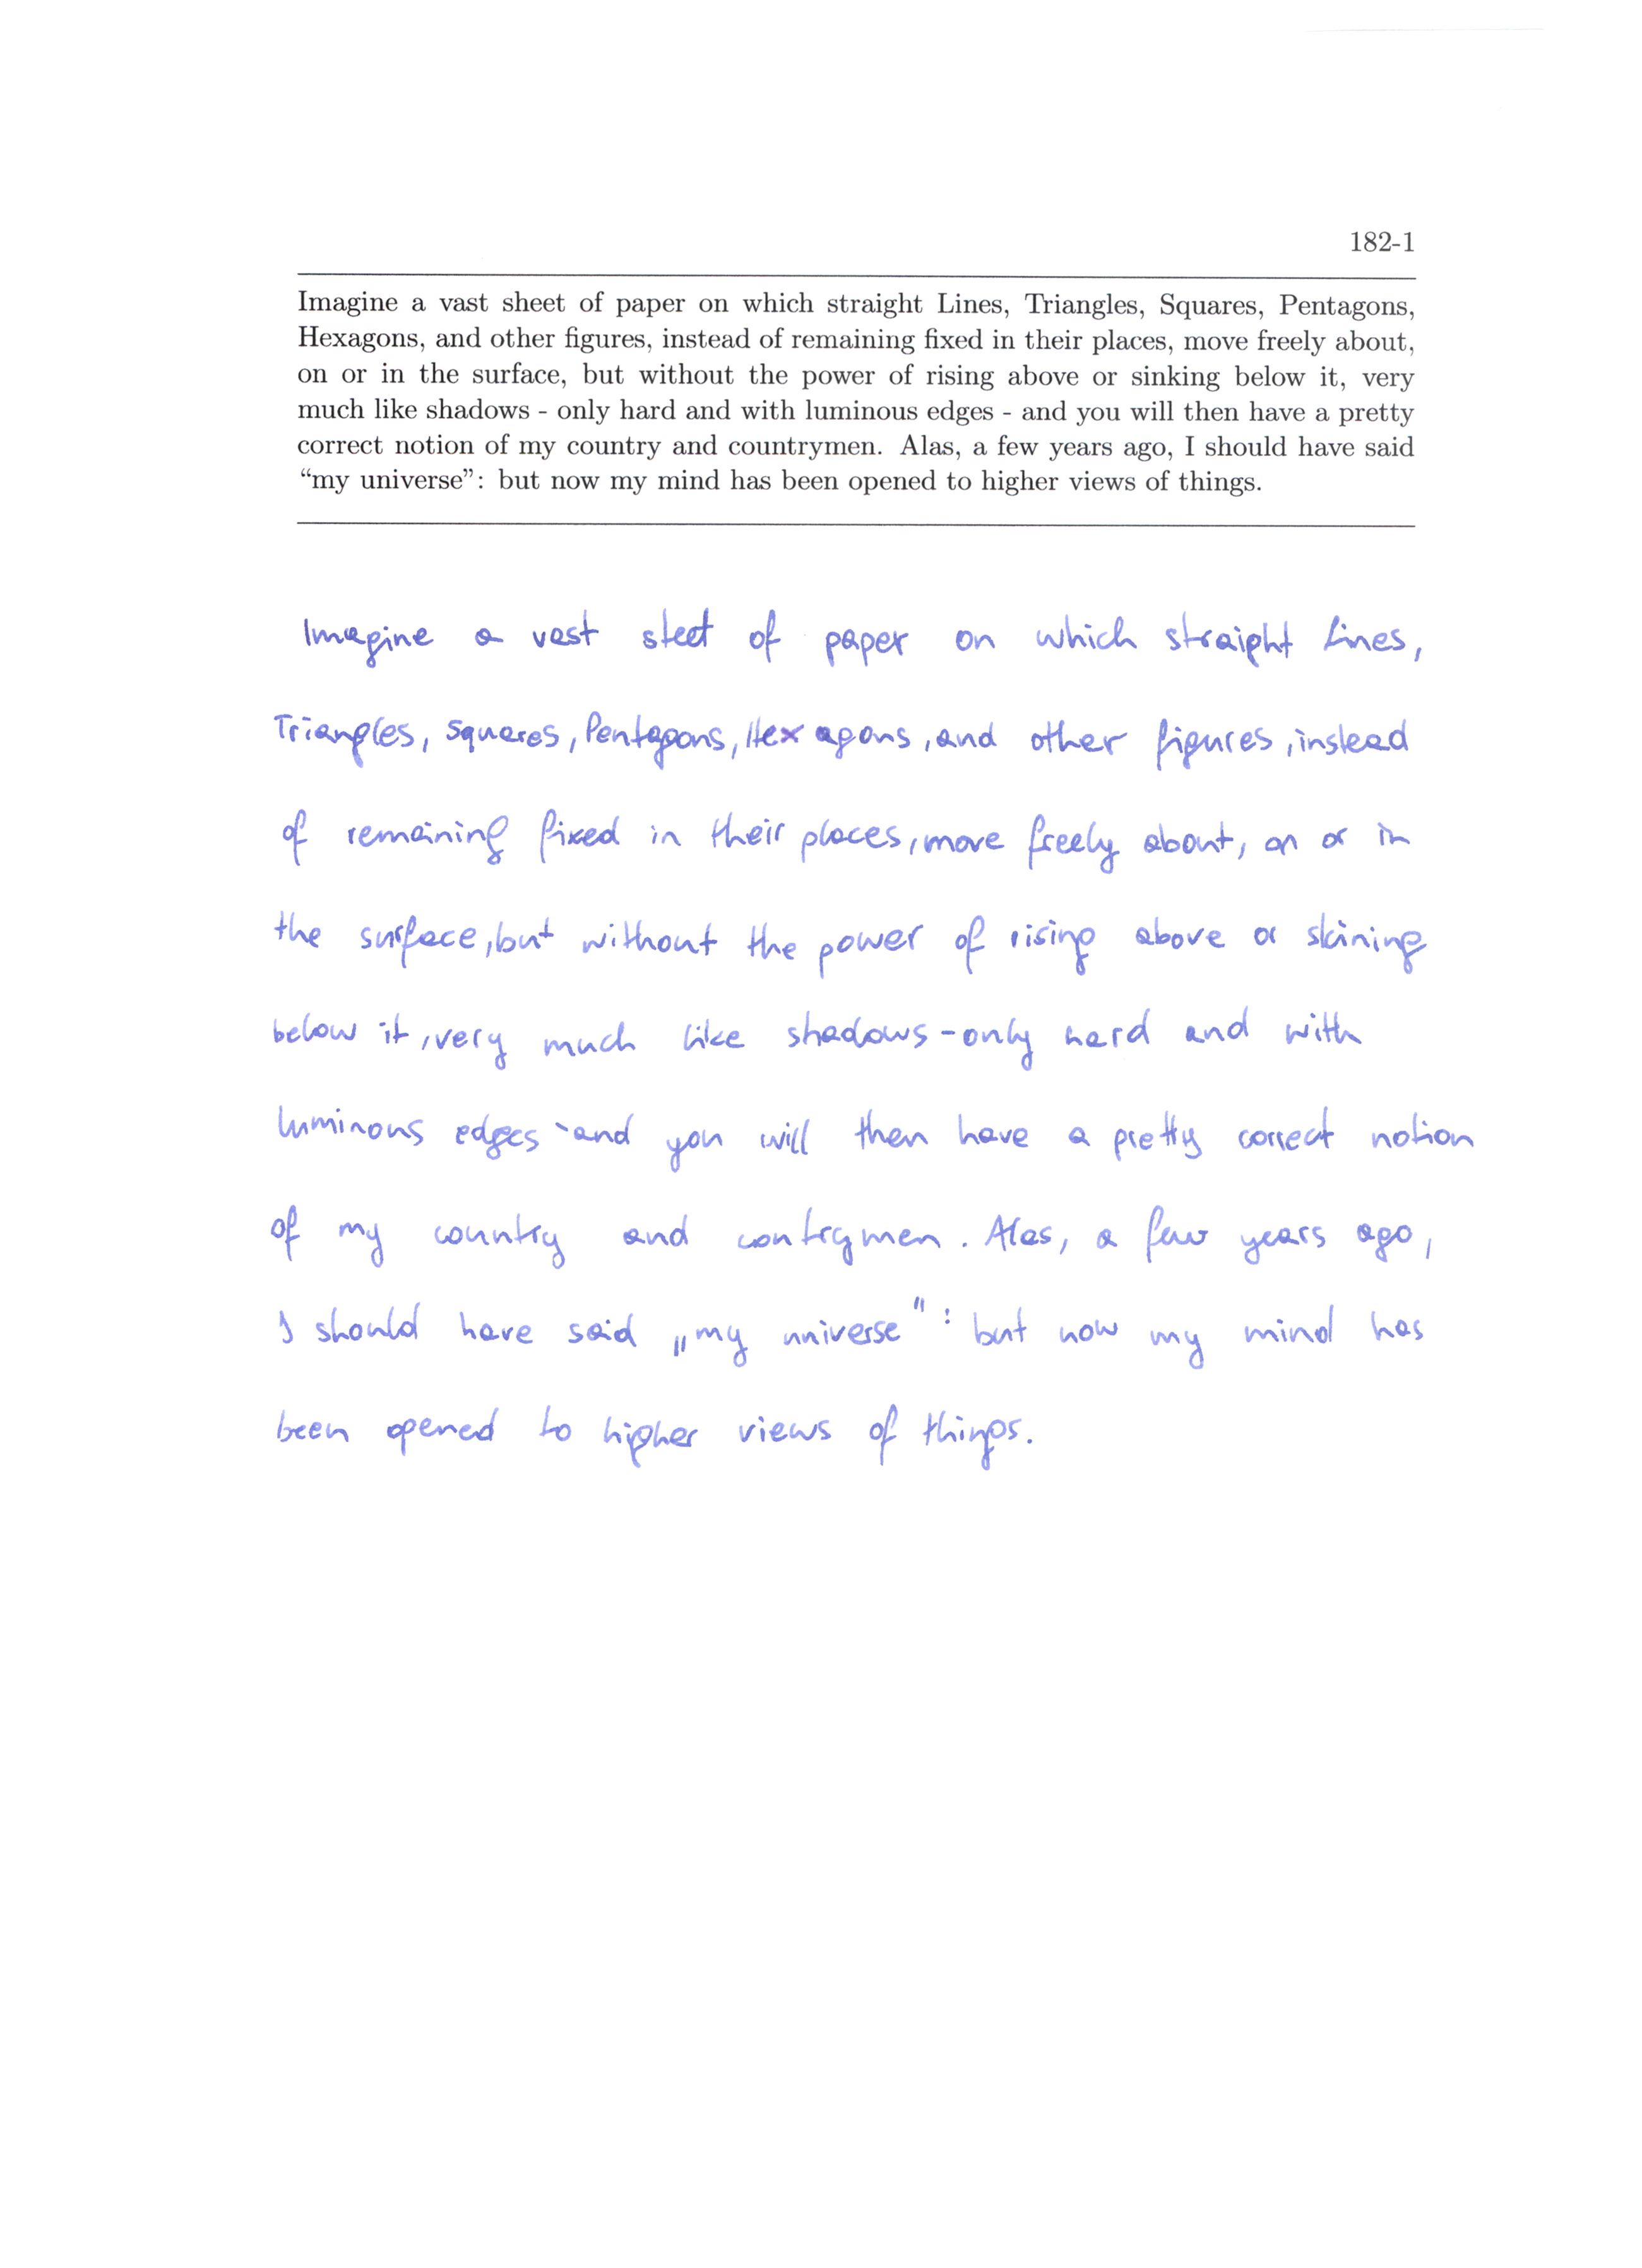 182-1
Imagine a vast sheet of paper on which straight Lines, Triangles, Squares, Pentagons,
Hexagons, and other figures, instead of remaining fixed in their places, move freely about,
on or in the surface, but without the power of rising above or sinking below it, very
much like shadows - only hard and with luminous edges - and you will then have a pretty
correct notion of my country and countrymen. Alas, a few years ago, I should have said
“my universe”: but now my mind has been opened to higher views of things.
Imagine a vast steet of paper on which straight Lines,
Triangles, Squares, Pentagons, Hexagons, and other figures, instead
of remaining fixed in their places, move freely about, on or in
the surface, but without the power of rising above or skining
below it, very much like shadows - only hard and with
luminous edges - and you will then have a pretty correct notion
of my country and contrymen. Alas, a few years ago,
I should have said „my universe": but now my mind has
been opened to higher views of things.